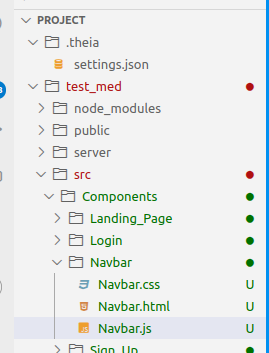 PROJECT
.theia
settings.json
test_med
node_modules
public
server
src
Components
Landing_Page
Login
Navbar
Navbar.css U
Navbar.html U
Navbar.js U
Sign_Up